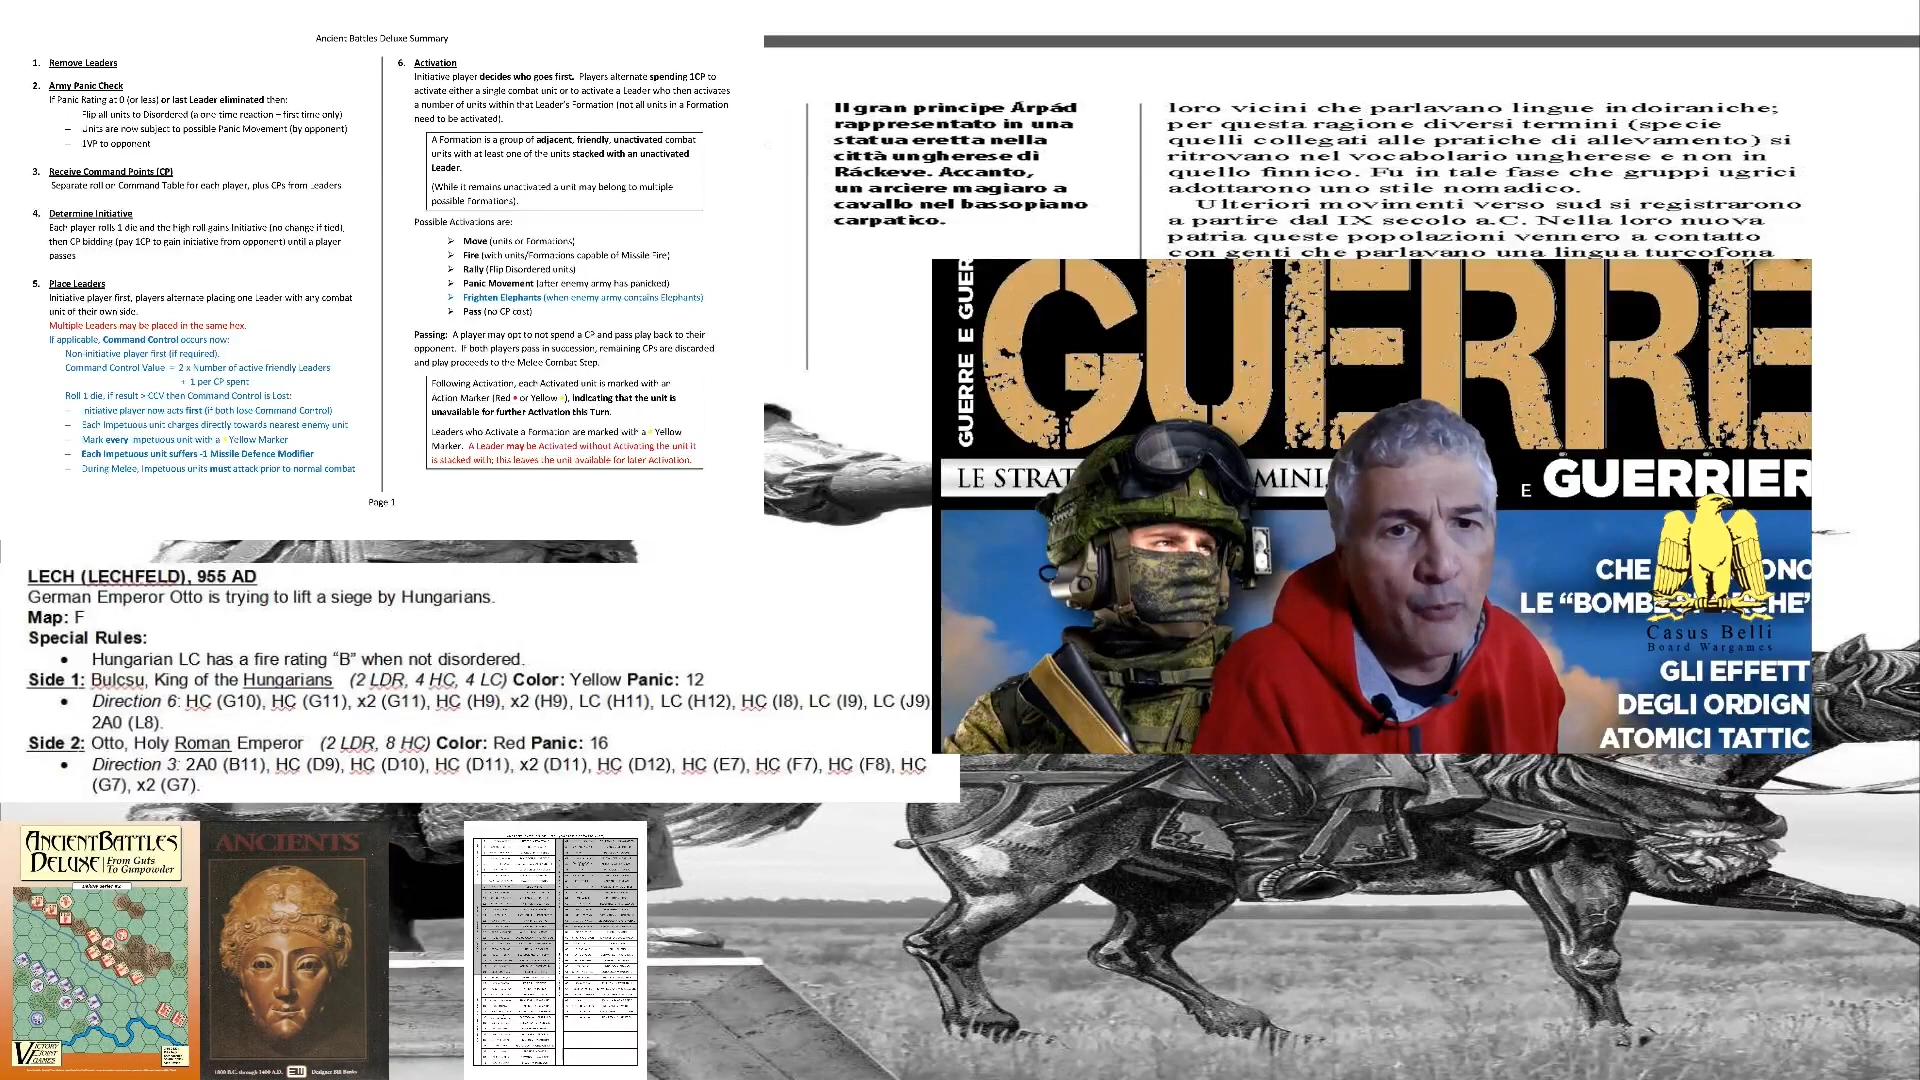 Ancient Battles Deluxe Summary
1. Remove Leaders
2. Army Panic Check
If Panic Rating at 0 (or less) or last Leader eliminated then:
– Flip all units to Disordered (a one-time reaction – first time only)
– Units are now subject to possible Panic Movement (by opponent)
– 1VP to opponent
3. Receive Command Points (CP)
Separate roll on Command Table for each player, plus CPs from Leaders
4. Determine Initiative
Each player rolls 1 die and the high roll gains Initiative (no change if tied),
then CP bidding (pay 1CP to gain initiative from opponent) until a player
passes
5. Place Leaders
Initiative player first, players alternate placing one Leader with any combat
unit of their own side.
Multiple Leaders may be placed in the same hex.
If applicable, Command Control occurs now:
Non-initiative player first (if required).
Command Control Value = 2 x Number of active friendly Leaders
+ 1 per CP spent
Roll 1 die, if result > CCV then Command Control is Lost:
– Initiative player now acts first (if both lose Command Control)
– Each Impetuous unit charges directly towards nearest enemy unit
– Mark every impetuous unit with a Yellow Marker
– Each Impetuous unit suffers -1 Missile Defence Modifier
– During Melee, Impetuous units must attack prior to normal combat
6. Activation
Initiative player decides who goes first. Players alternate spending 1CP to
activate either a single combat unit or to activate a Leader who then activates
a number of units within that Leader's Formation (not all units in a Formation
need to be activated).
A Formation is a group of adjacent, friendly, unactivated combat
units with at least one of the units stacked with an unactivated
Leader.
(While it remains unactivated a unit may belong to multiple
possible Formations).
Possible Activations are:
Move (units or Formations)
Fire (with units/Formations capable of Missile Fire)
Rally (Flip Disordered units)
Panic Movement (after enemy army has panicked)
Frighten Elephants (when enemy army contains Elephants)
Pass (no CP cost)
Passing: A player may opt to not spend a CP and pass play back to their
opponent. If both players pass in succession, remaining CPs are discarded
and play proceeds to the Melee Combat Step.
Following Activation, each Activated unit is marked with an
Action Marker (Red or Yellow ), indicating that the unit is
unavailable for further Activation this Turn.
Leaders who Activate a Formation are marked with a Yellow
Marker. A Leader may be Activated without Activating the unit it
is stacked with; this leaves the unit available for later Activation.
Page 1
Il gran principe Árpád
rappresentato in una
statua eretta nella
città ungherese di
Ráckeve. Accanto,
un arciere magiaro a
cavallo nel bassopiano
carpatico.
loro vicini che parlavano lingue indoiraniche;
per questa ragione diversi termini (specie
quelli collegati alle pratiche di allevamento) si
ritrovano nel vocabolario ungherese e non in
quello finnico. Fu in tale fase che gruppi ugrici
adottarono uno stile nomadico.
Ulteriori movimenti verso sud si registrarono
a partire dal IX secolo a.C. Nella loro nuova
patria queste popolazioni vennero a contatto
con genti che parlavano una lingua turcofona
GUERRE E GUER
GUERRE
LE STRAT MINI,
E GUERRIER
CHE ONO
LE “BOMB CHE”
Casus Belli
Board Wargames
GLI EFFETT
DEGLI ORDIGN
ATOMICI TATTIC
LECH (LECHFELD), 955 AD
German Emperor Otto is trying to lift a siege by Hungarians.
Map: F
Special Rules:
• Hungarian LC has a fire rating “B” when not disordered.
Side 1: Bulcsu, King of the Hungarians (2 LDR, 4 HC, 4 LC) Color: Yellow Panic: 12
• Direction 6: HC (G10), HC (G11), x2 (G11), HC (H9), x2 (H9), LC (H11), LC (H12), HC (I8), LC (I9), LC (J9)
2A0 (L8).
Side 2: Otto, Holy Roman Emperor (2 LDR, 8 HC) Color: Red Panic: 16
• Direction 3: 2A0 (B11), HC (D9), HC (D10), HC (D11), x2 (D11), HC (D12), HC (E7), HC (F7), HC (F8), HC
(G7), x2 (G7).
ANCIENT BATTLES
DELUXE From Guts
To Gunpowder
VICTORY
POINT
GAMES
ANCIENTS
1800 B.C. through 1400 A.D. Designer Bill Banks